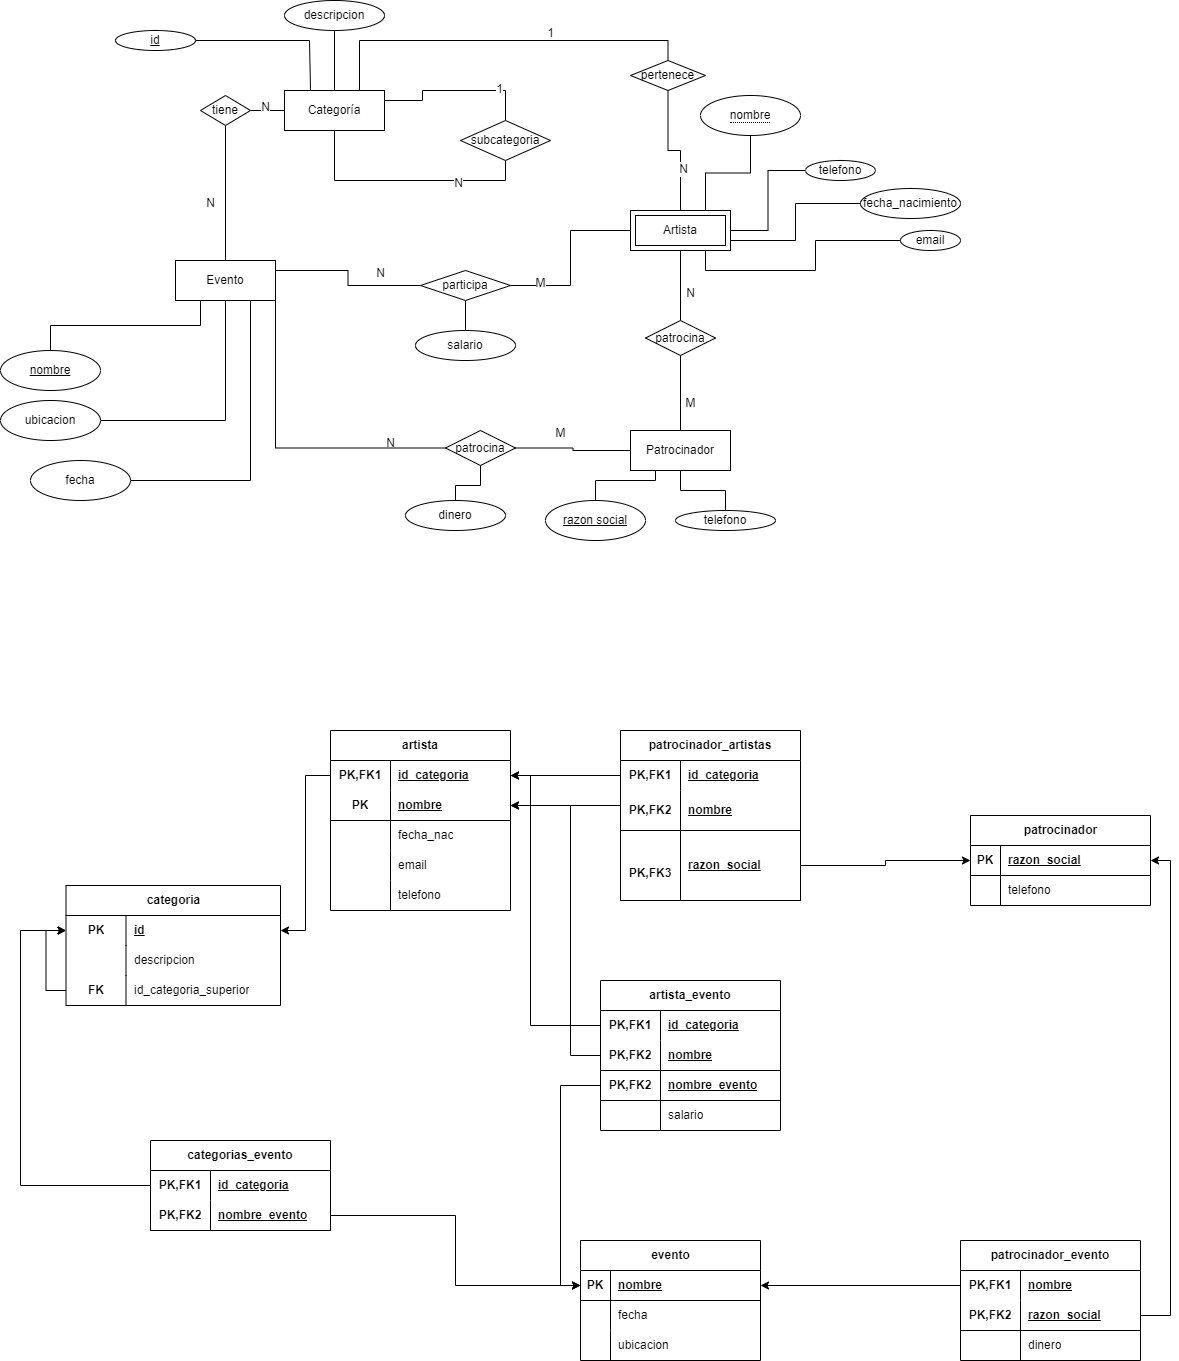 descripcion
id
1
pertenece
tiene
N
Categoría
1
subcategoria
nombre
N
N
telefono
N
fecha_nacimiento
Artista
email
Evento
N
participa
M
N
salario
patrocina
nombre
M
ubicacion
N
patrocina
M
Patrocinador
fecha
dinero
razon social
telefono
artista
PK,FK1 id_categoria
PK nombre
fecha_nac
email
telefono
patrocinador_artistas
PK,FK1 id_categoria
PK,FK2 nombre
PK,FK3 razon_social
patrocinador
PK razon_social
telefono
categoria
PK id
descripcion
FK id_categoria_superior
artista_evento
PK,FK1 id_categoria
PK,FK2 nombre
PK,FK2 nombre_evento
salario
categorias_evento
PK,FK1 id_categoria
PK,FK2 nombre_evento
evento
PK nombre
fecha
ubicacion
patrocinador_evento
PK,FK1 nombre
PK,FK2 razon_social
dinero